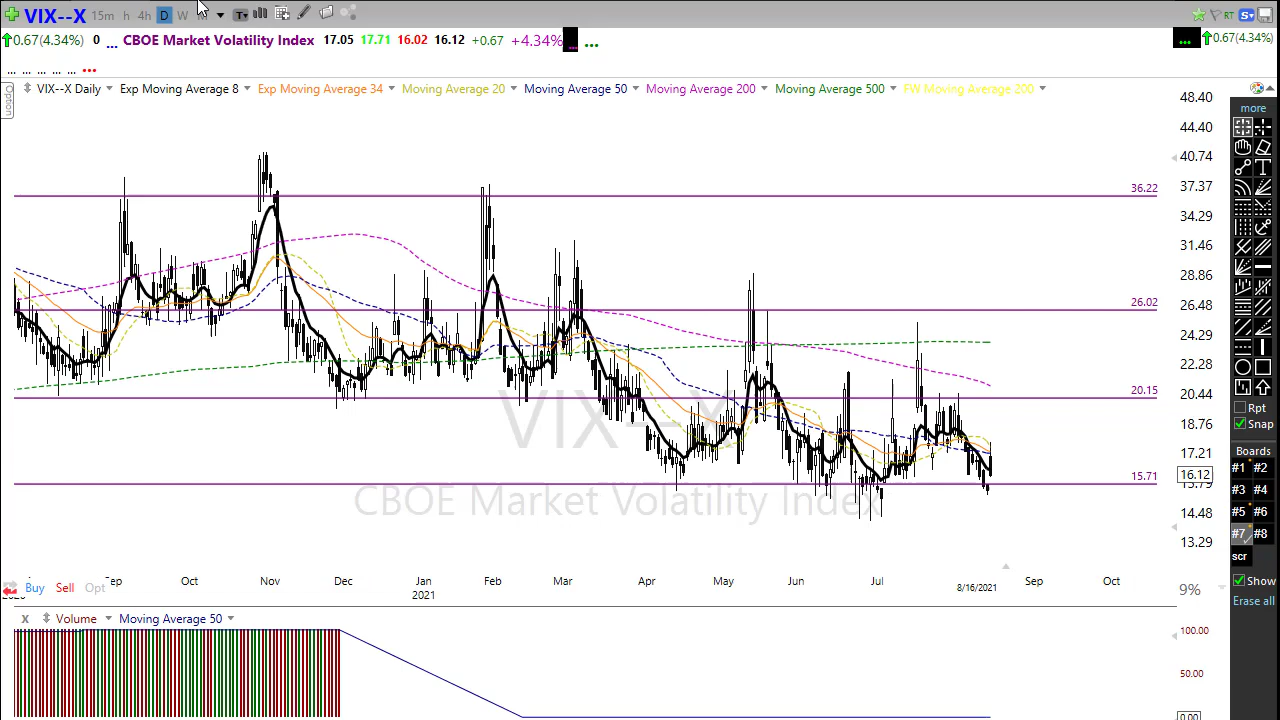 VIX--X 15m h 4h D W M T
RT S
0.67(4.34%) 0 ... CBOE Market Volatility Index 17.05 17.71 16.02 16.12 +0.67 +4.34% ... ...
... 0.67(4.34%)
... ... ... ... ... ...
Option
VIX--X Daily Exp Moving Average 8 Exp Moving Average 34 Moving Average 20 Moving Average 50 Moving Average 200 Moving Average 500 FW Moving Average 200
48.40
44.40
40.74
37.37
34.29
31.46
28.86
26.48
24.29
22.28
20.44
18.76
17.21
16.12
15.79
14.48
13.29
36.22
26.02
20.15
15.71
VIX--X
CBOE Market Volatility Index
more
T
Rpt
Snap
Boards
#1 #2
#3 #4
#5 #6
#7 #8
scr
Show
Erase all
Buy Sell Opt
ep Oct Nov Dec Jan Feb Mar Apr May Jun Jul 8/16/2021 Sep Oct
2021
9%
x Volume Moving Average 50
100.00
50.00
0.00